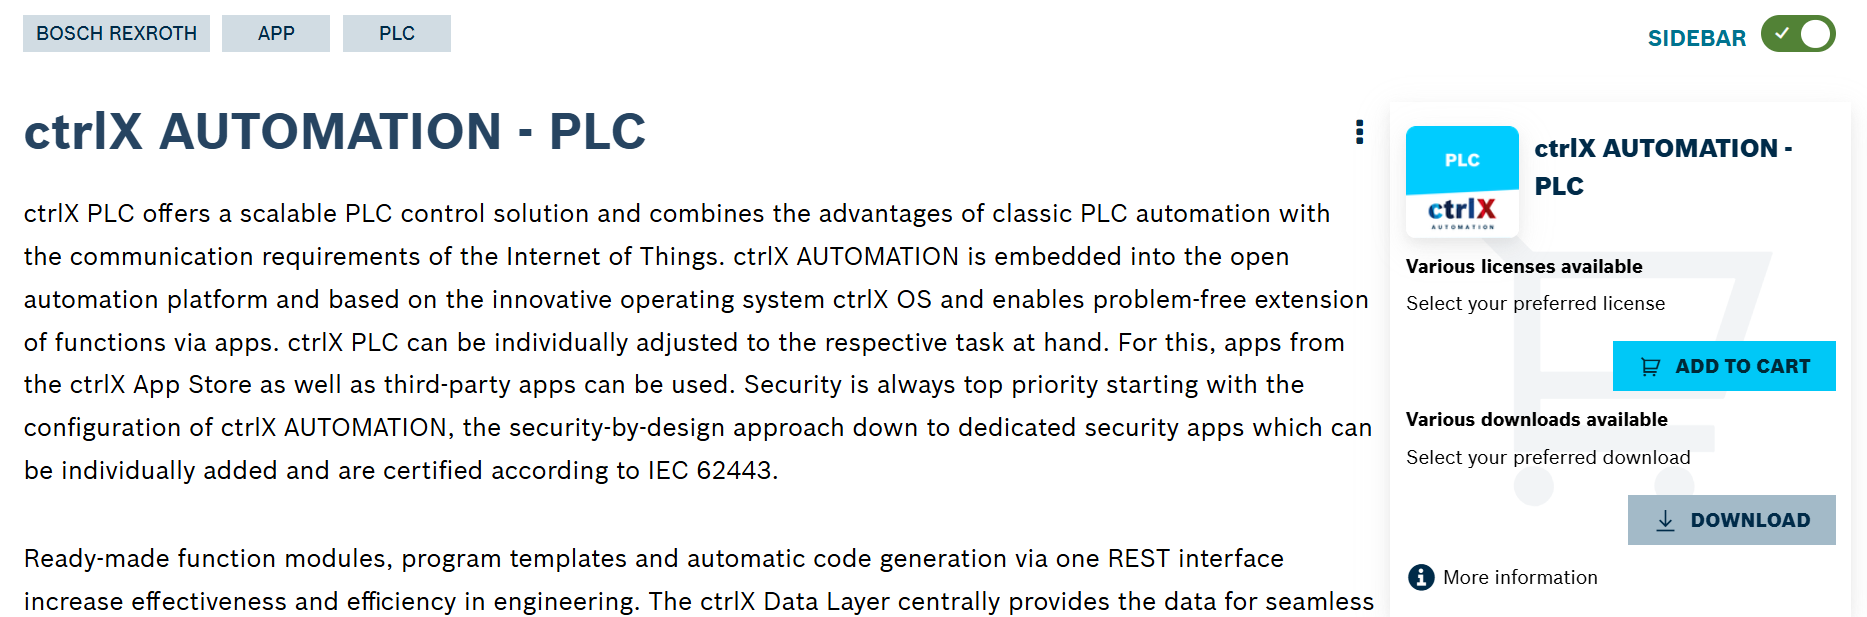 BOSCH REXROTH APP PLC
SIDEBAR
ctrlX AUTOMATION - PLC
ctrlX PLC offers a scalable PLC control solution and combines the advantages of classic PLC automation with
the communication requirements of the Internet of Things. ctrlX AUTOMATION is embedded into the open
automation platform and based on the innovative operating system ctrlX OS and enables problem-free extension
of functions via apps. ctrlX PLC can be individually adjusted to the respective task at hand. For this, apps from
the ctrlX App Store as well as third-party apps can be used. Security is always top priority starting with the
configuration of ctrlX AUTOMATION, the security-by-design approach down to dedicated security apps which can
be individually added and are certified according to IEC 62443.
Ready-made function modules, program templates and automatic code generation via one REST interface
increase effectiveness and efficiency in engineering. The ctrlX Data Layer centrally provides the data for seamless
PLC
ctrlX
AUTOMATION
ctrlX AUTOMATION -
PLC
Various licenses available
Select your preferred license
ADD TO CART
Various downloads available
Select your preferred download
DOWNLOAD
More information